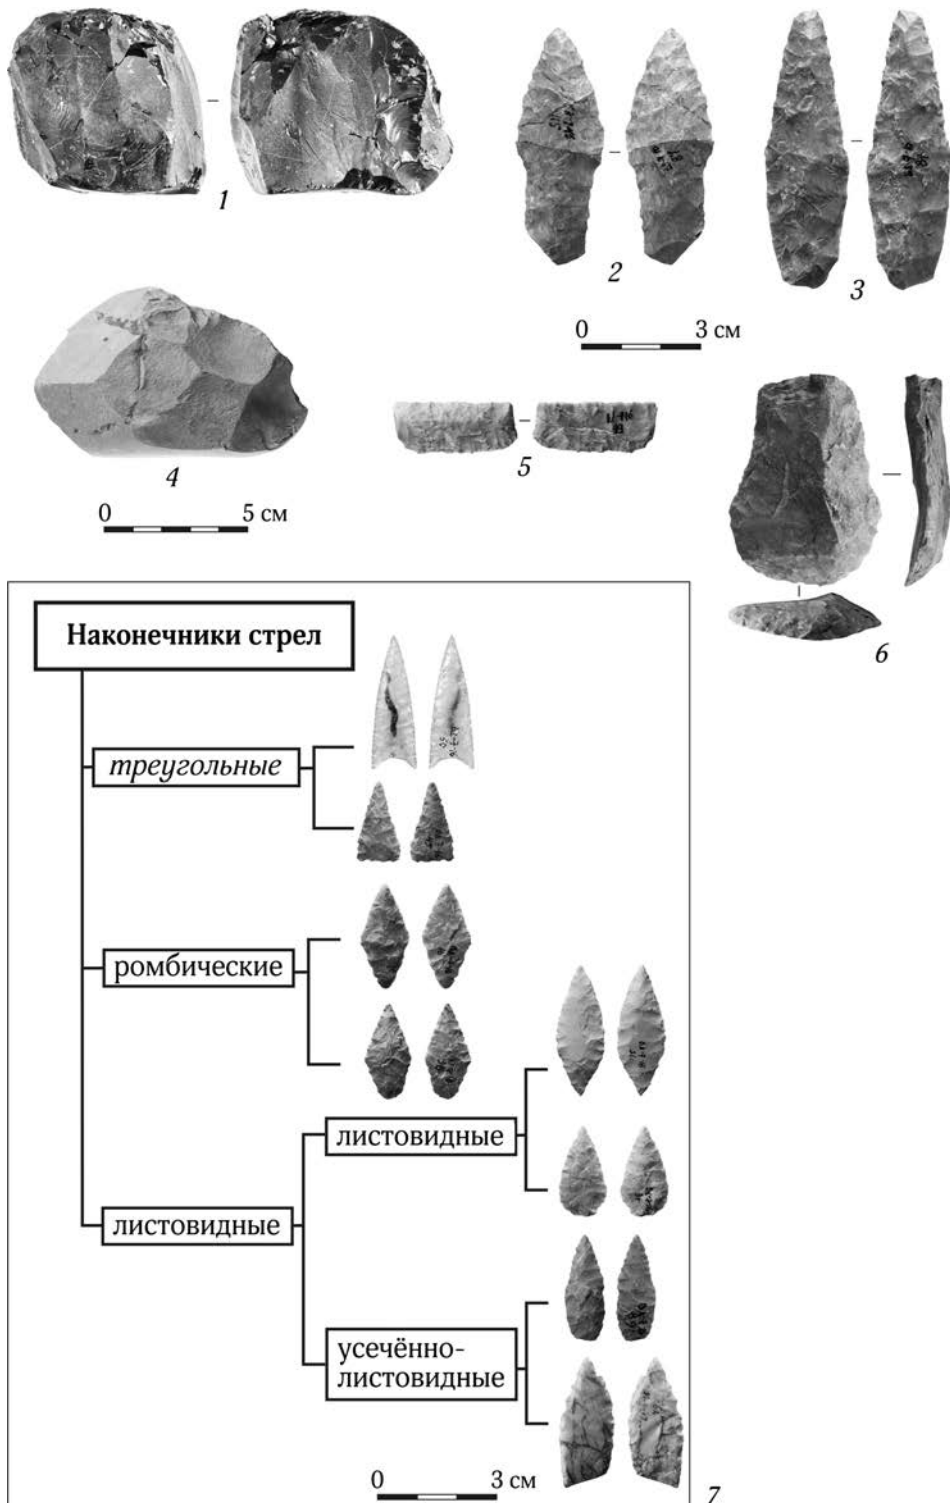 1
2
3
0 3 см
4
5
0 5 см
6
Наконечники стрел
треугольные
ромбические
листовидные
листовидные
усечённо-
листовидные
0 3 см
7